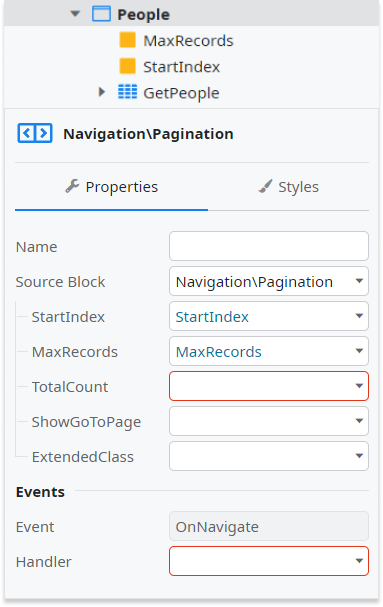 People
MaxRecords
StartIndex
GetPeople
Navigation\Pagination
Properties Styles
Name
Source Block Navigation\Pagination
StartIndex StartIndex
MaxRecords MaxRecords
TotalCount
ShowGoToPage
ExtendedClass
Events
Event OnNavigate
Handler